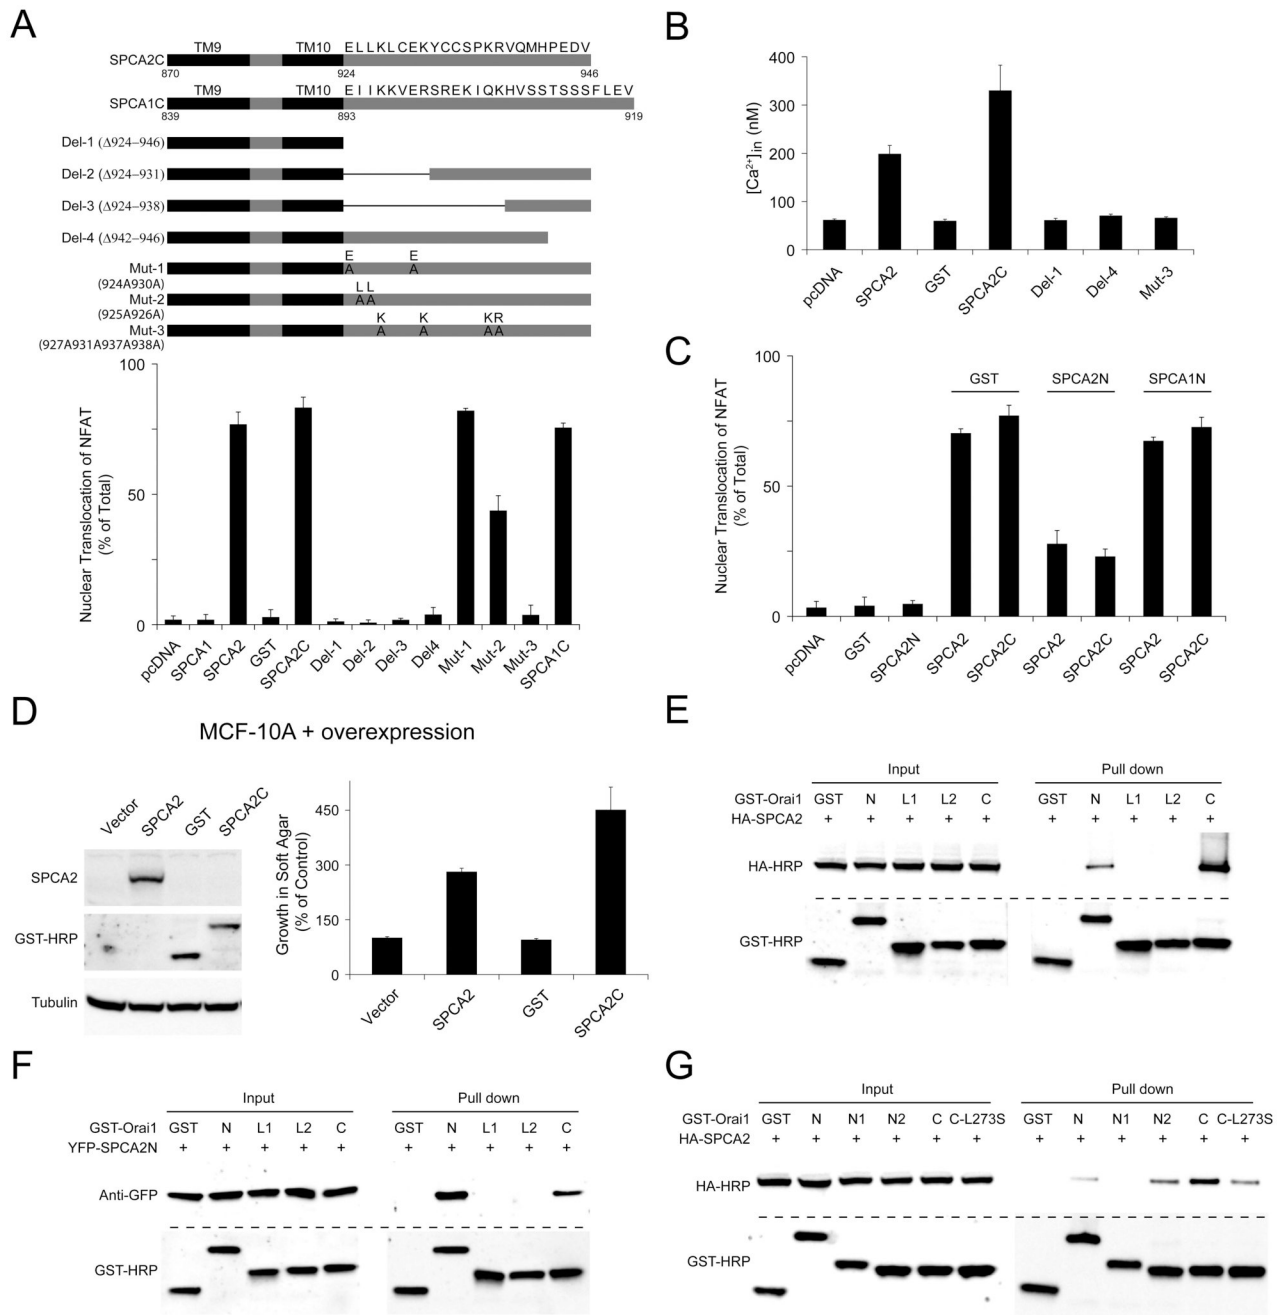 A
TM9 TM10 ELLKLCEKYCCSPKRVQMHPEDV
SPCA2C
870 924 946
TM9 TM10 EIIKKVERSREKIQKHVSSTSSSFLEV
SPCA1C
839 893 919
Del-1 (Δ924–946)
Del-2 (Δ924–931)
Del-3 (Δ924–938)
Del-4 (Δ942–946)
E E
Mut-1 A A
(924A930A)
L L
Mut-2 A A
(925A926A)
K K K R
Mut-3 A A A A
(927A931A937A938A)
Nuclear Translocation of NFAT
(% of Total)
100
50
0
pcDNA SPCA1 SPCA2 GST SPCA2C Del-1 Del-2 Del-3 Del4 Mut-1 Mut-2 Mut-3 SPCA1C
B
[Ca²⁺]in (nM)
400
300
200
100
0
pcDNA SPCA2 GST SPCA2C Del-1 Del-4 Mut-3
C
Nuclear Translocation of NFAT
(% of Total)
100
50
0
GST SPCA2N SPCA1N
pcDNA GST SPCA2N SPCA2 SPCA2C SPCA2 SPCA2C SPCA2 SPCA2C
D
MCF-10A + overexpression
Vector SPCA2 GST SPCA2C
SPCA2
GST-HRP
Tubulin
Growth in Soft Agar
(% of Control)
450
300
150
0
Vector SPCA2 GST SPCA2C
E
Input Pull down
GST-Orai1 GST N L1 L2 C GST N L1 L2 C
HA-SPCA2 + + + + + + + + + +
HA-HRP
GST-HRP
F
Input Pull down
GST-Orai1 GST N L1 L2 C GST N L1 L2 C
YFP-SPCA2N + + + + + + + + + +
Anti-GFP
GST-HRP
G
Input Pull down
GST-Orai1 GST N N1 N2 C C-L273S GST N N1 N2 C C-L273S
HA-SPCA2 + + + + + + + + + + + +
HA-HRP
GST-HRP